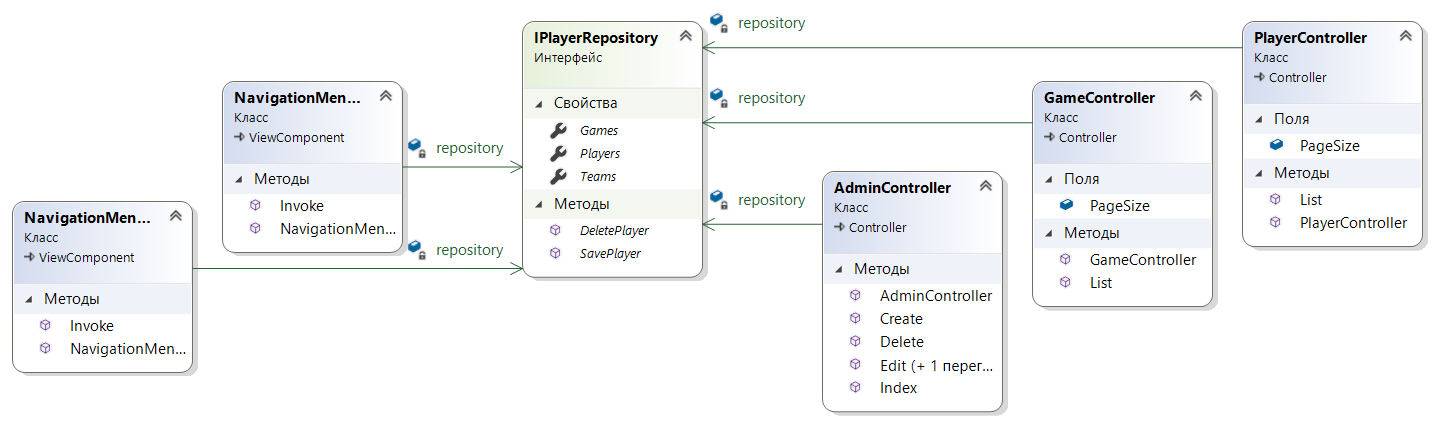 NavigationMen...
Класс
ViewComponent
Методы
Invoke
NavigationMen...
repository
NavigationMen...
Класс
ViewComponent
Методы
Invoke
NavigationMen...
repository
IPlayerRepository
Интерфейс
Свойства
Games
Players
Teams
Методы
DeletePlayer
SavePlayer
repository
repository
repository
AdminController
Класс
Controller
Методы
AdminController
Create
Delete
Edit (+ 1 перег...
Index
GameController
Класс
Controller
Поля
PageSize
Методы
GameController
List
PlayerController
Класс
Controller
Поля
PageSize
Методы
List
PlayerController